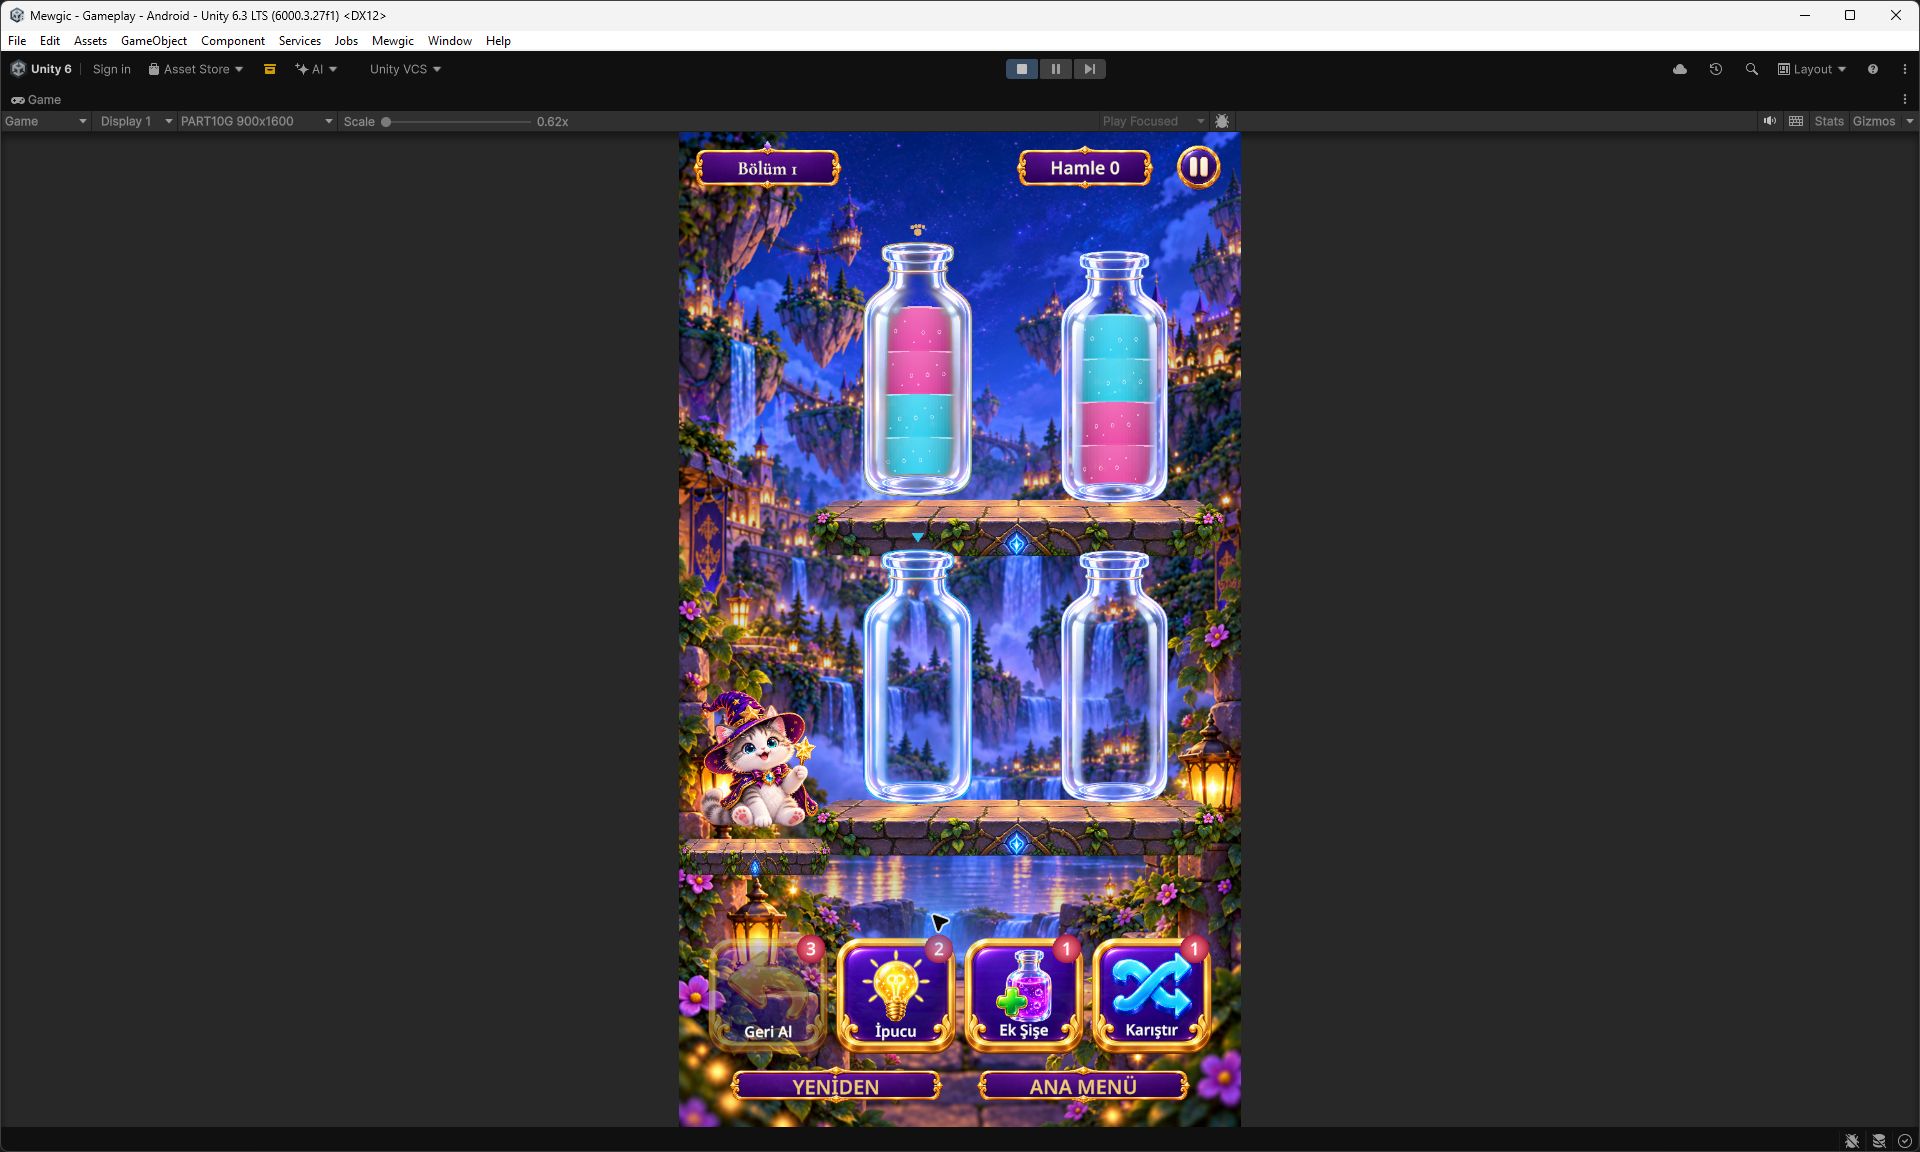 Mewgic - Gameplay - Android - Unity 6.3 LTS (6000.3.27f1) <DX12>
File Edit Assets GameObject Component Services Jobs Mewgic Window Help
Unity 6 Sign in Asset Store AI Unity VCS Layout
Game
Game Display 1 PART10G 900x1600 Scale 0.62x Play Focused Stats Gizmos
Bölüm 1 Hamle 0
3 2 1 1
Geri Al İpucu Ek Şişe Karıştır
YENİDEN ANA MENÜ